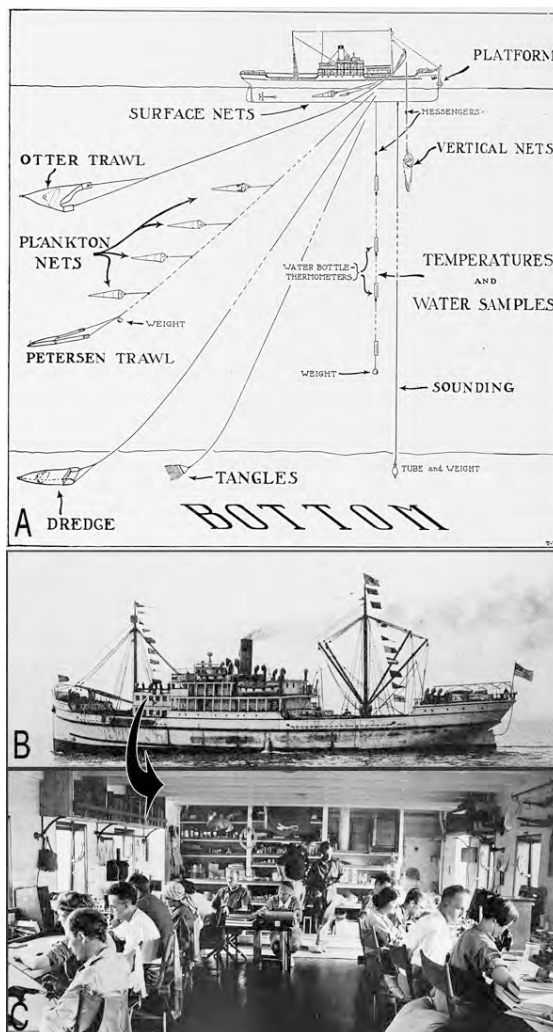 PLATFORM
SURFACE NETS
MESSENGERS
VERTICAL NETS
OTTER TRAWL
PLANKTON
NETS
WATER BOTTLE-
THERMOMETERS
TEMPERATURES
AND
WATER SAMPLES
WEIGHT
PETERSEN TRAWL
WEIGHT
SOUNDING
TANGLES
TUBE and WEIGHT
DREDGE
BOTTOM
A
B
C